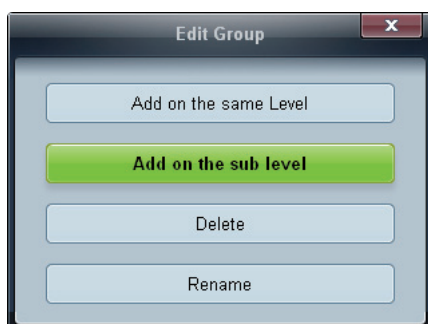 Edit Group
x
Add on the same Level
Add on the sub level
Delete
Rename